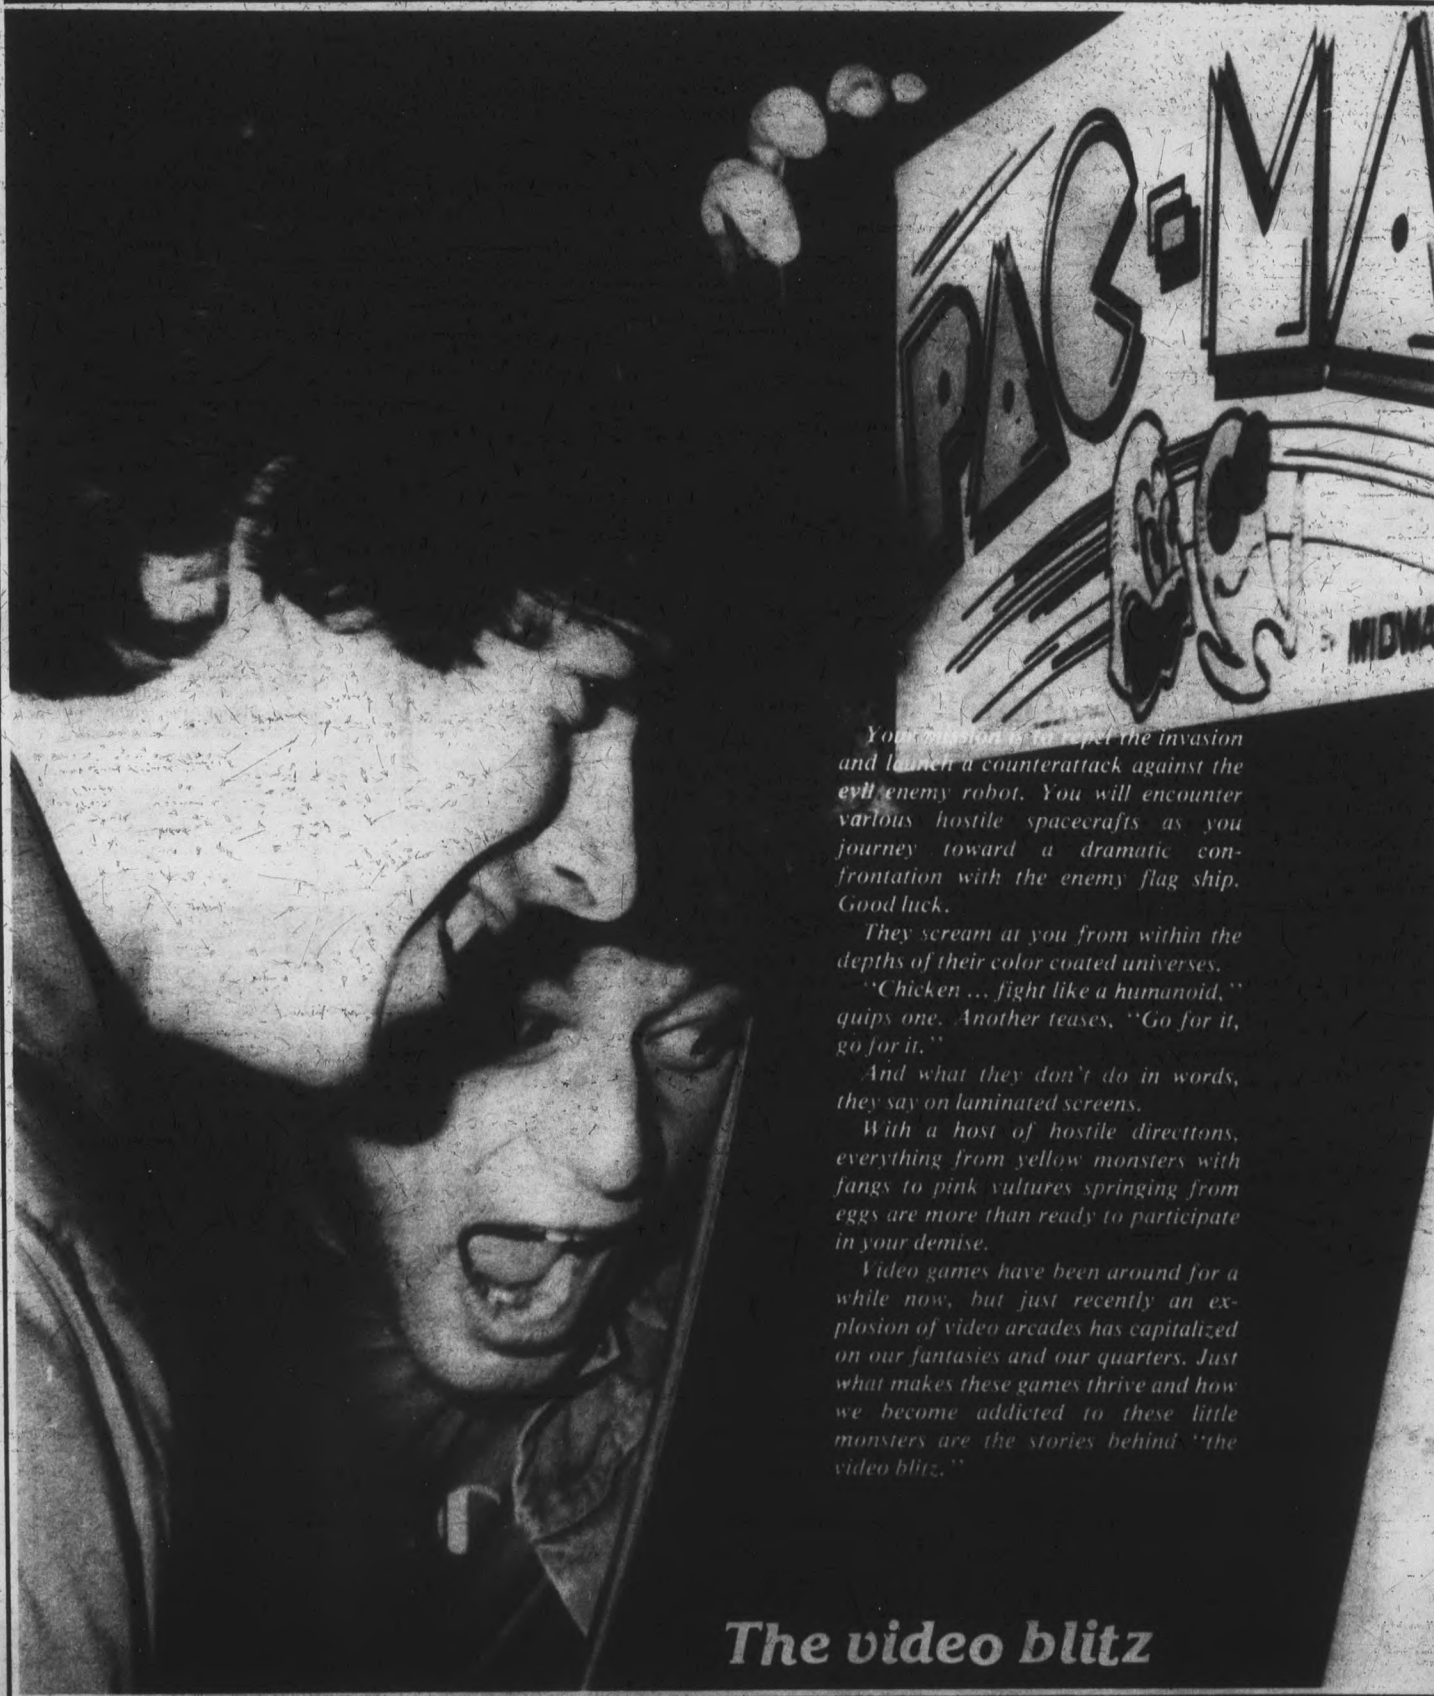 PAC-MA
MIDWA
Your mission is to repel the invasion
and launch a counterattack against the
evil enemy robot. You will encounter
various hostile spacecrafts as you
journey toward a dramatic con-
frontation with the enemy flag ship.
Good luck.
They scream at you from within the
depths of their color coated universes.
“Chicken ... fight like a humanoid,”
quips one. Another teases, “Go for it,
go for it.”
And what they don't do in words,
they say on laminated screens.
With a host of hostile directtons,
everything from yellow monsters with
fangs to pink vultures springing from
eggs are more than ready to participate
in your demise.
Video games have been around for a
while now, but just recently an ex-
plosion of video arcades has capitalized
on our fantasies and our quarters. Just
what makes these games thrive and how
we become addicted to these little
monsters are the stories behind “the
video blitz.”
The video blitz